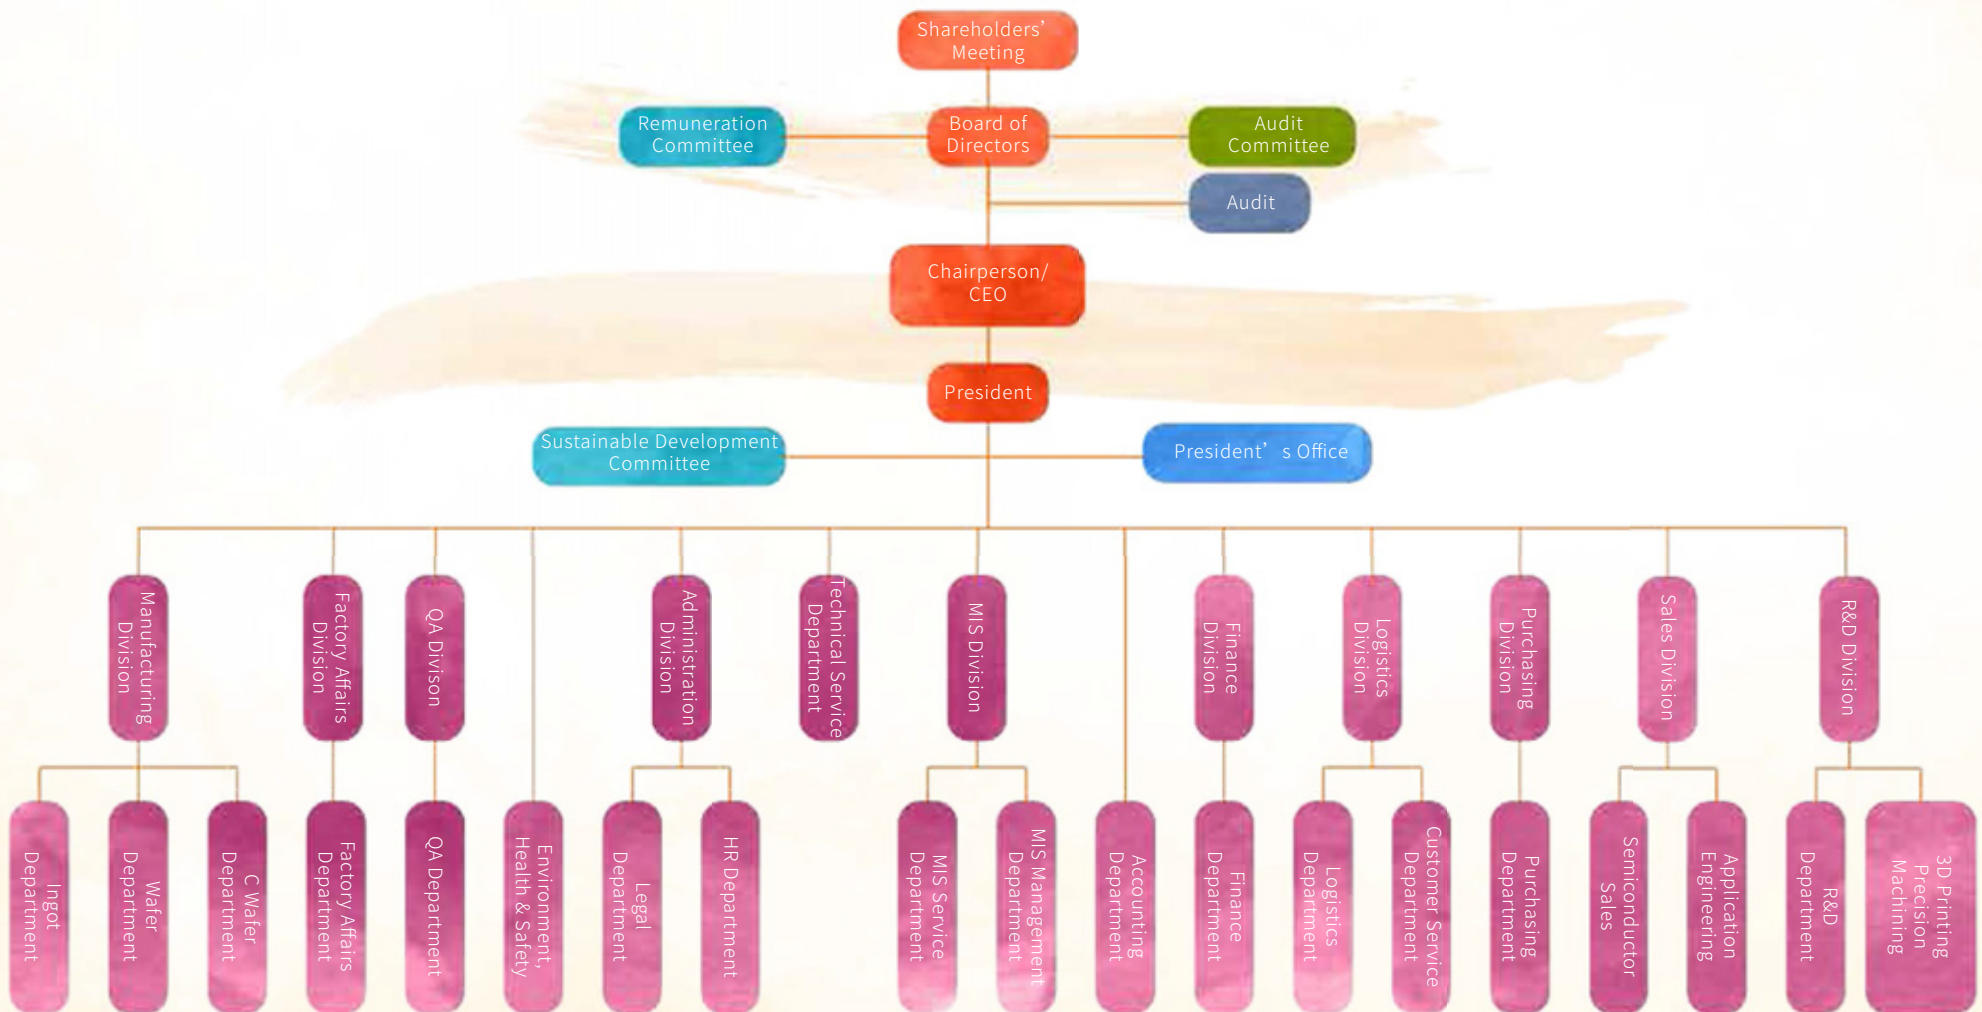 Shareholders’
Meeting
Remuneration
Committee
Board of
Directors
Audit
Committee
Audit
Chairperson/
CEO
President
Sustainable Development
Committee
President’s Office
Manufacturing
Division
Factory Affairs
Division
QA Divison
Administration
Division
Technical Service
Department
MIS Division
Finance
Division
Logistics
Division
Purchasing
Division
Sales Division
R&D Division
Ingot
Department
Wafer
Department
C Wafer
Department
Factory Affairs
Department
QA Department
Environment,
Health & Safety
Legal
Department
HR Department
MIS Service
Department
MIS Management
Department
Accounting
Department
Finance
Department
Logistics
Department
Customer Service
Department
Purchasing
Department
Semiconductor
Sales
Application
Engineering
R&D
Department
3D Printing
Precision
Machining